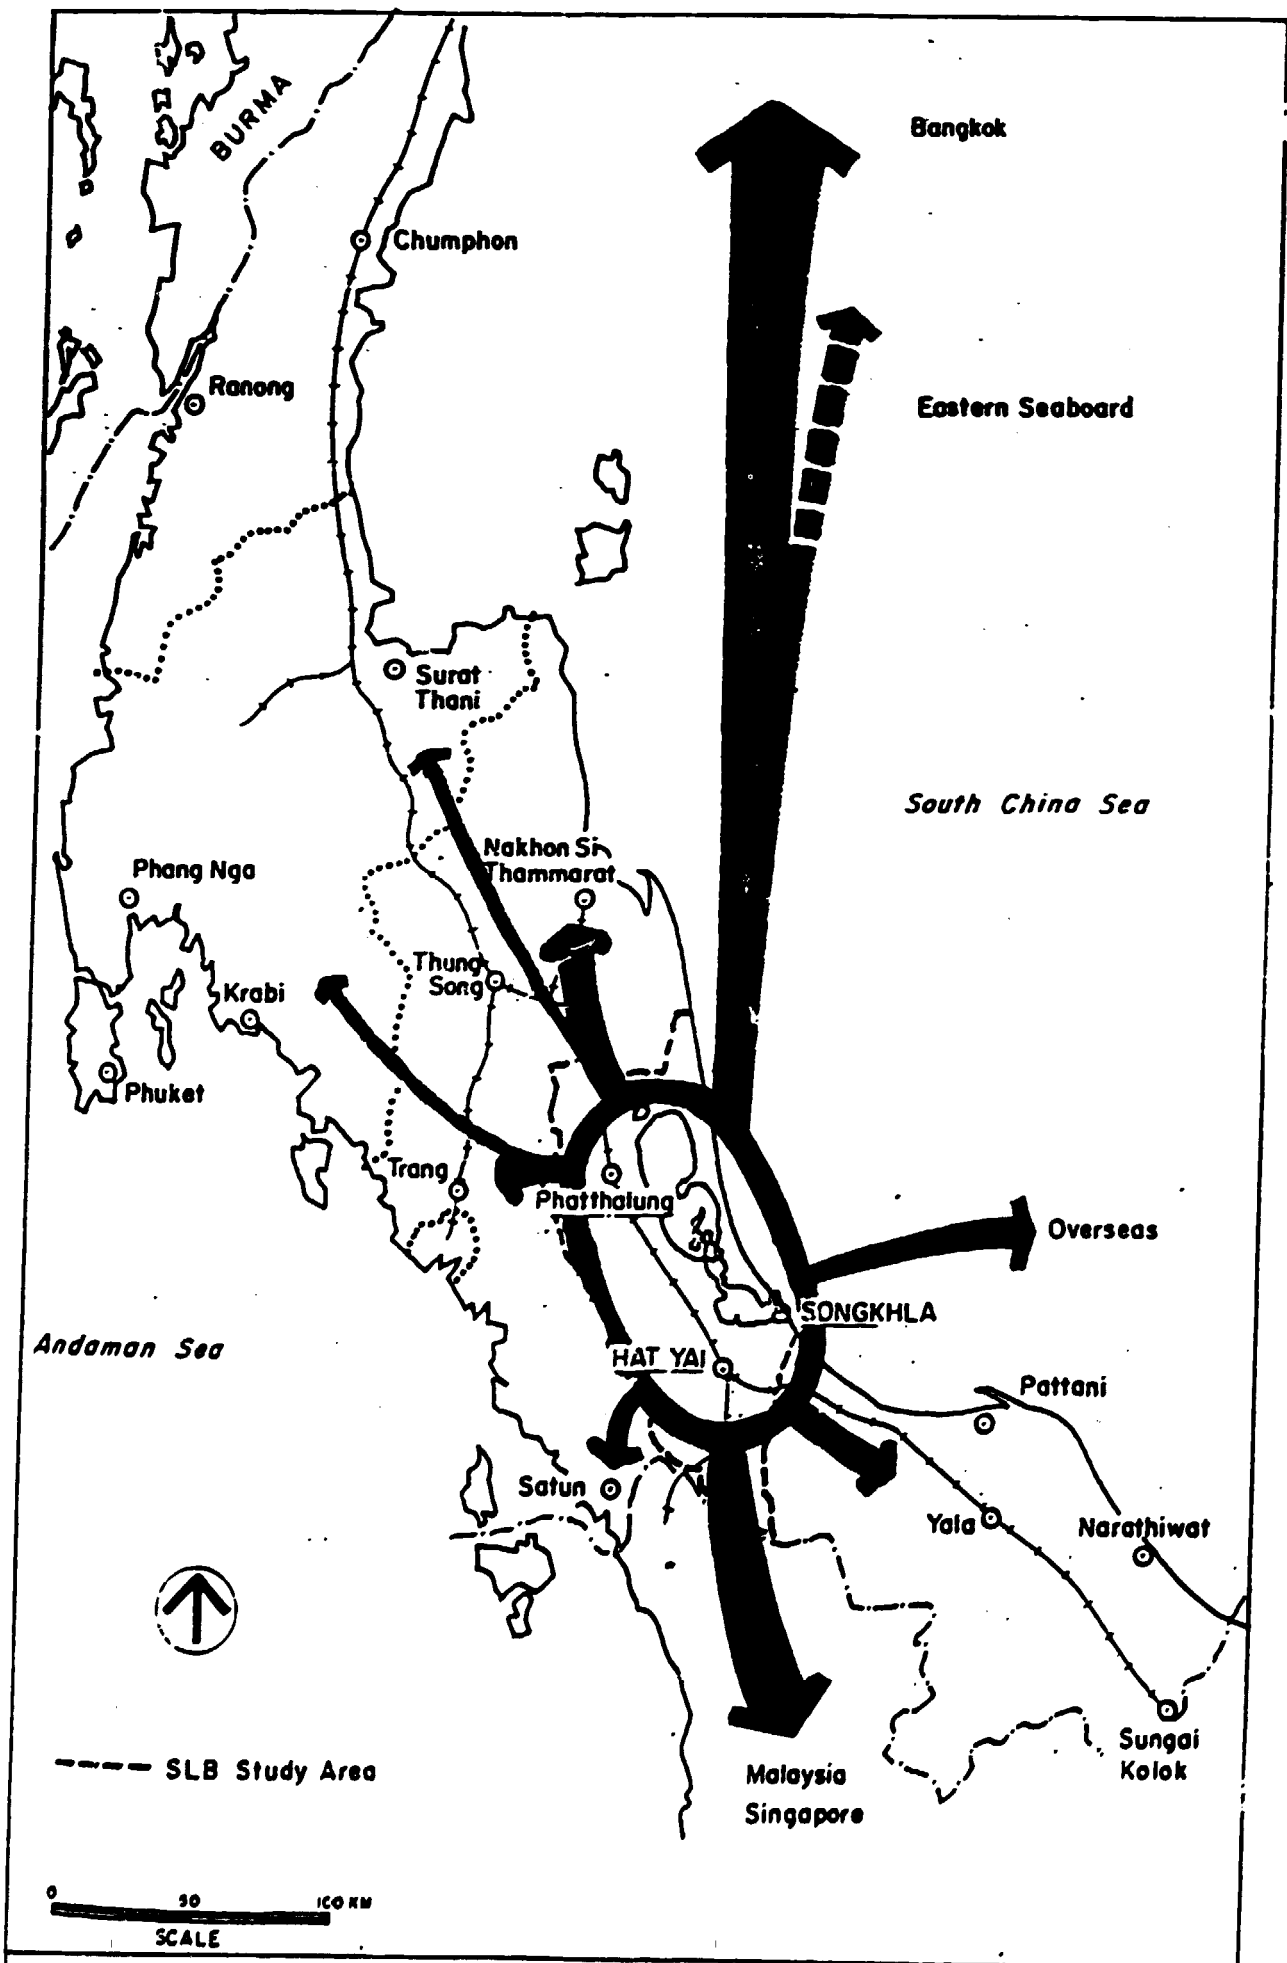 BURMA
Bangkok
Chumphon
Ranong
Eastern Seaboard
Surat
Thani
South China Sea
Nakhon Si
Thammarat
Phang Nga
Thung
Song
Krabi
Phuket
Trang
Phatthalung
Overseas
SONGKHLA
Andaman Sea
HAT YAI
Pattani
Satun
Yala
Narathiwat
Sungai
Kolok
SLB Study Area
Malaysia
Singapore
0 50 100 KM
SCALE